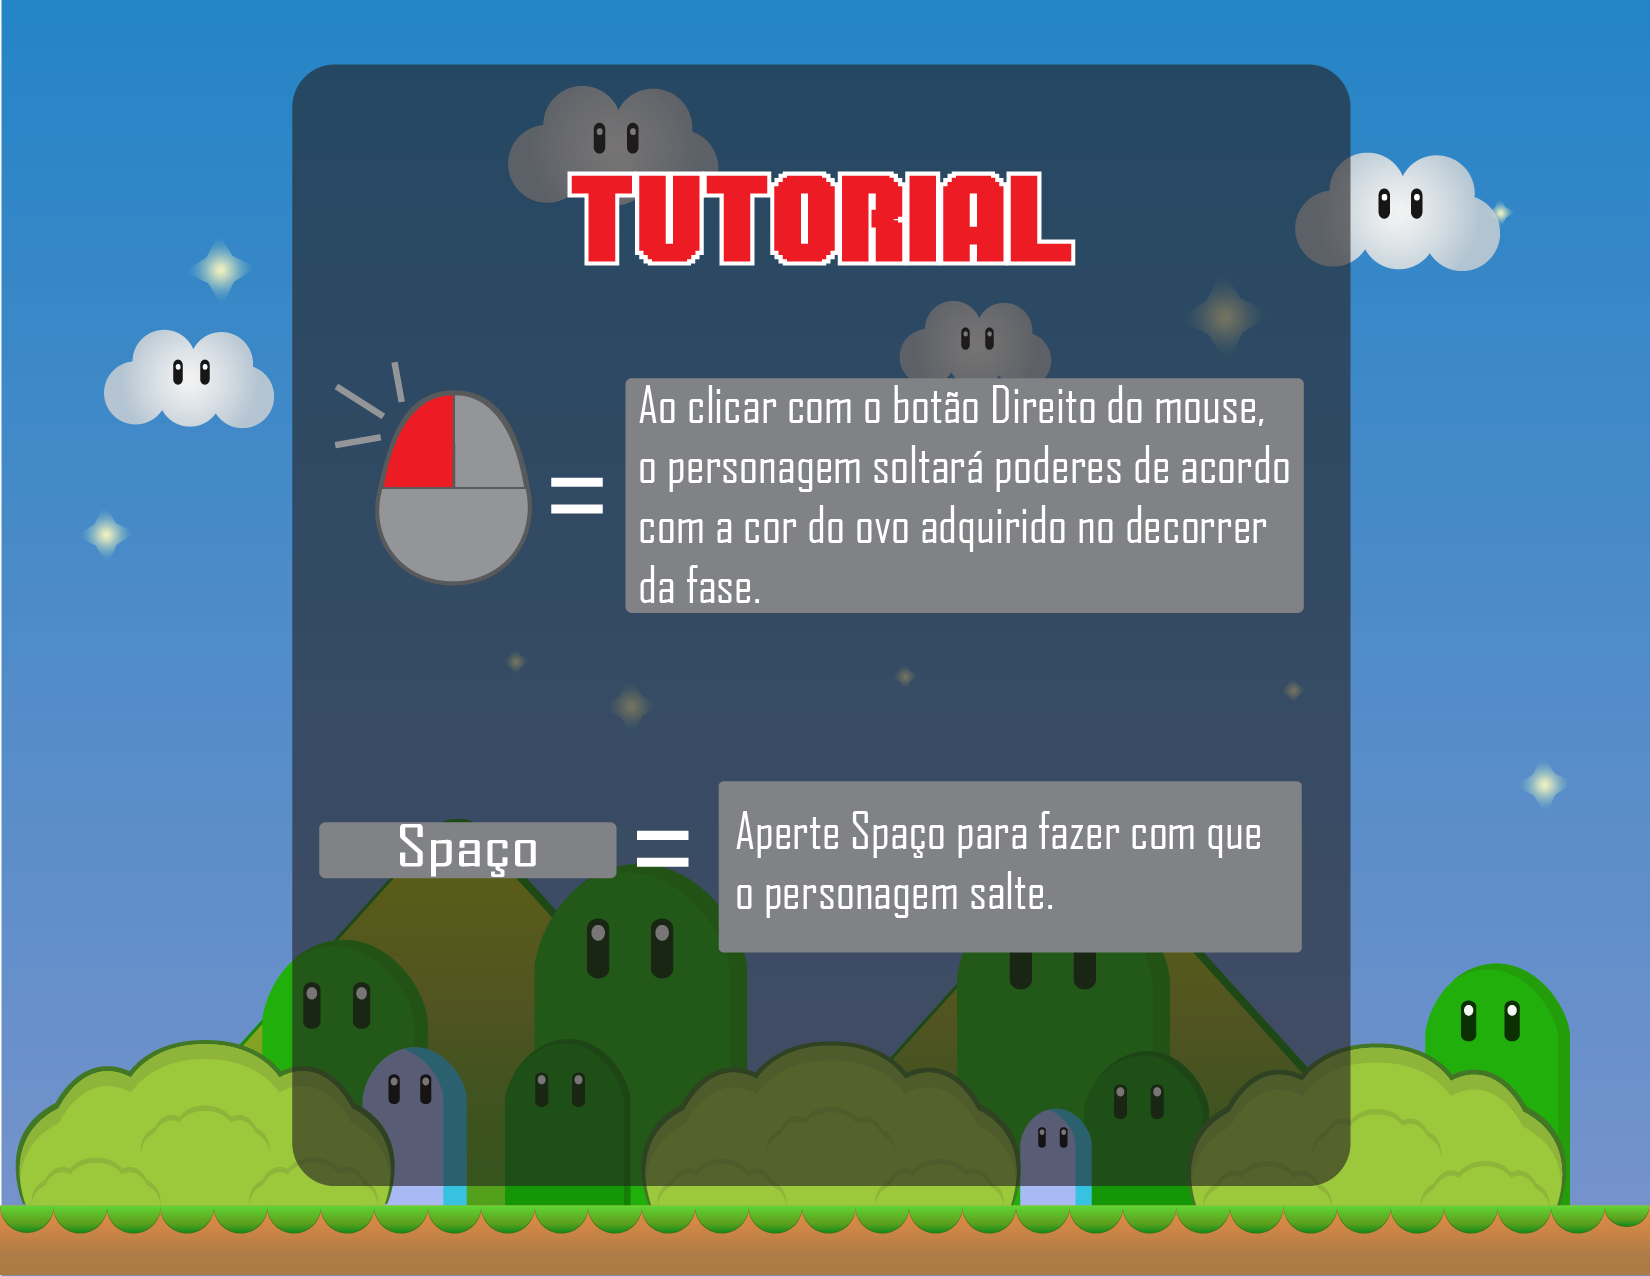 TUTORIAL
Ao clicar com o botão Direito do mouse,
o personagem soltará poderes de acordo
com a cor do ovo adquirido no decorrer
da fase.
=
Spaço
=
Aperte Spaço para fazer com que
o personagem salte.